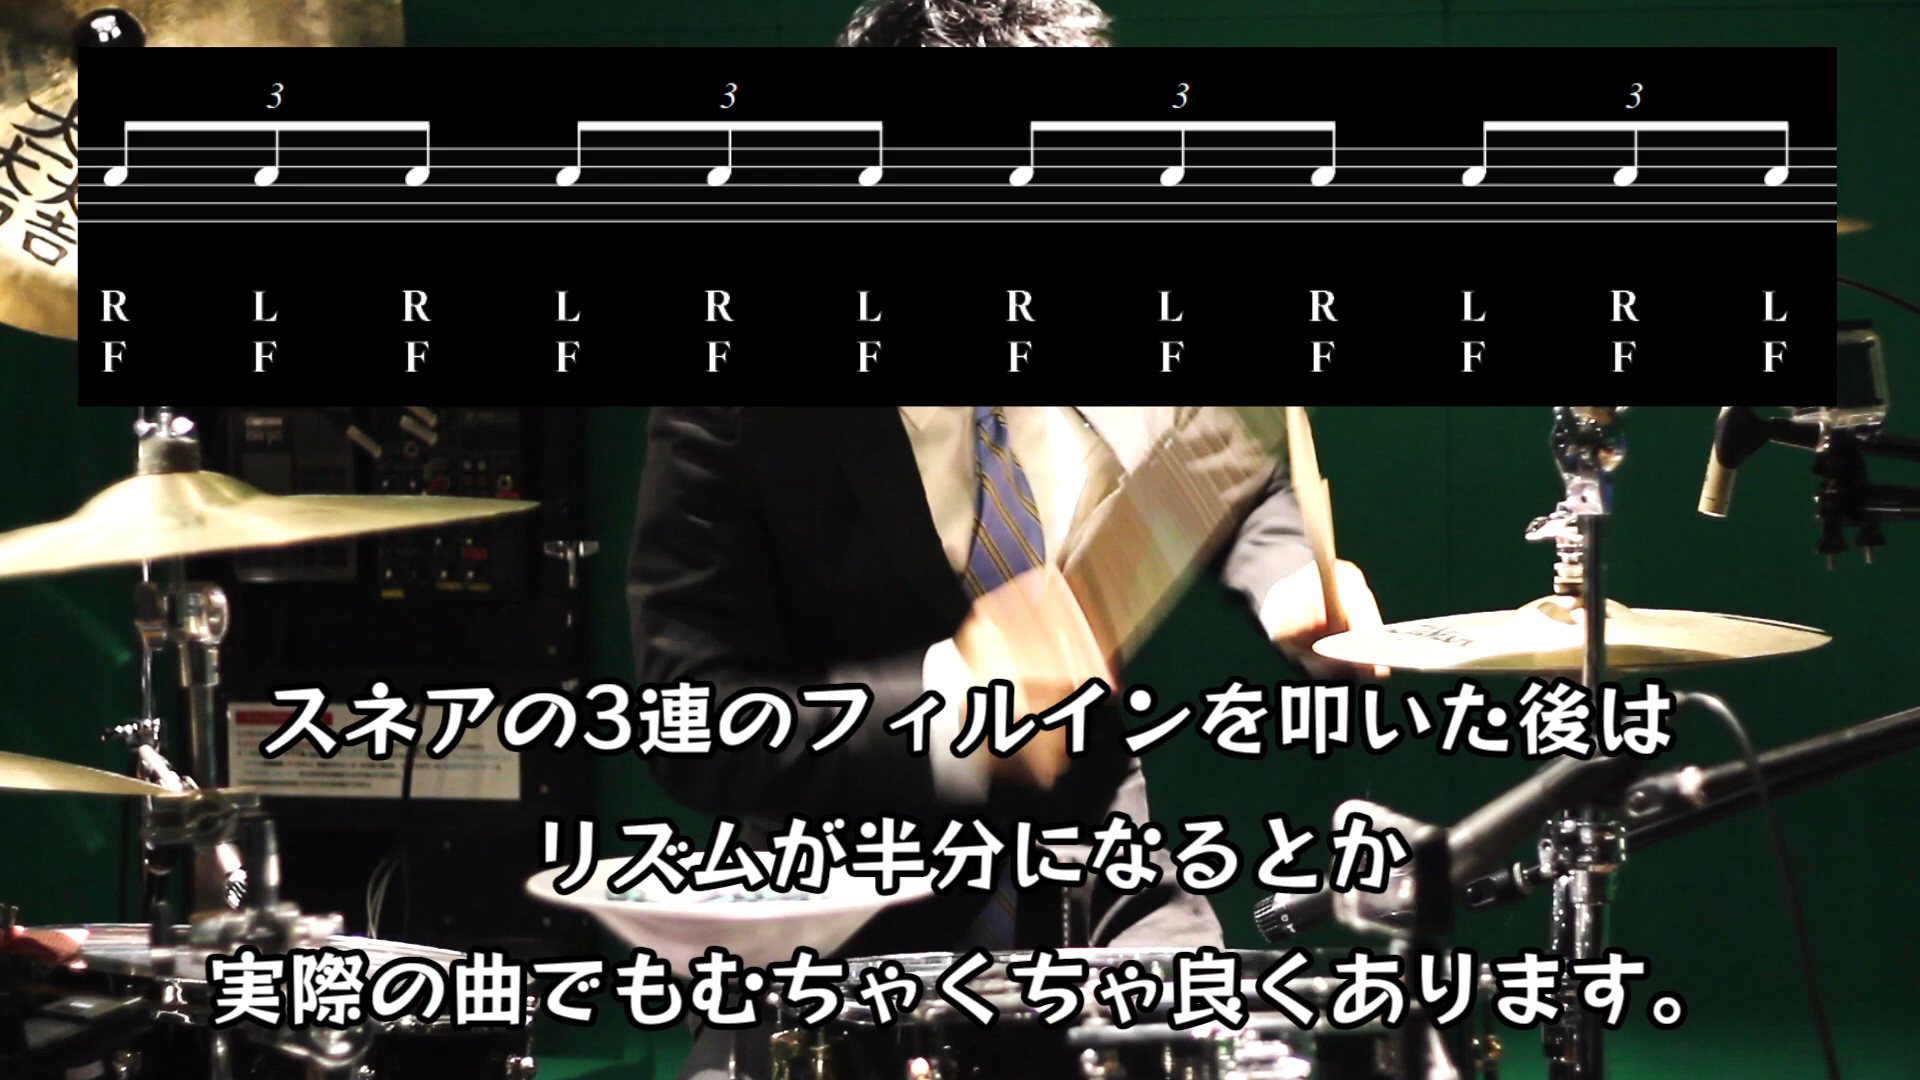 3 3 3 3
R L R L R L R L R L R L
F F F F F F F F F F F F
スネアの3連のフィルインを叩いた後は
リズムが半分になるとか
実際の曲でもむちゃくちゃ良くあります。